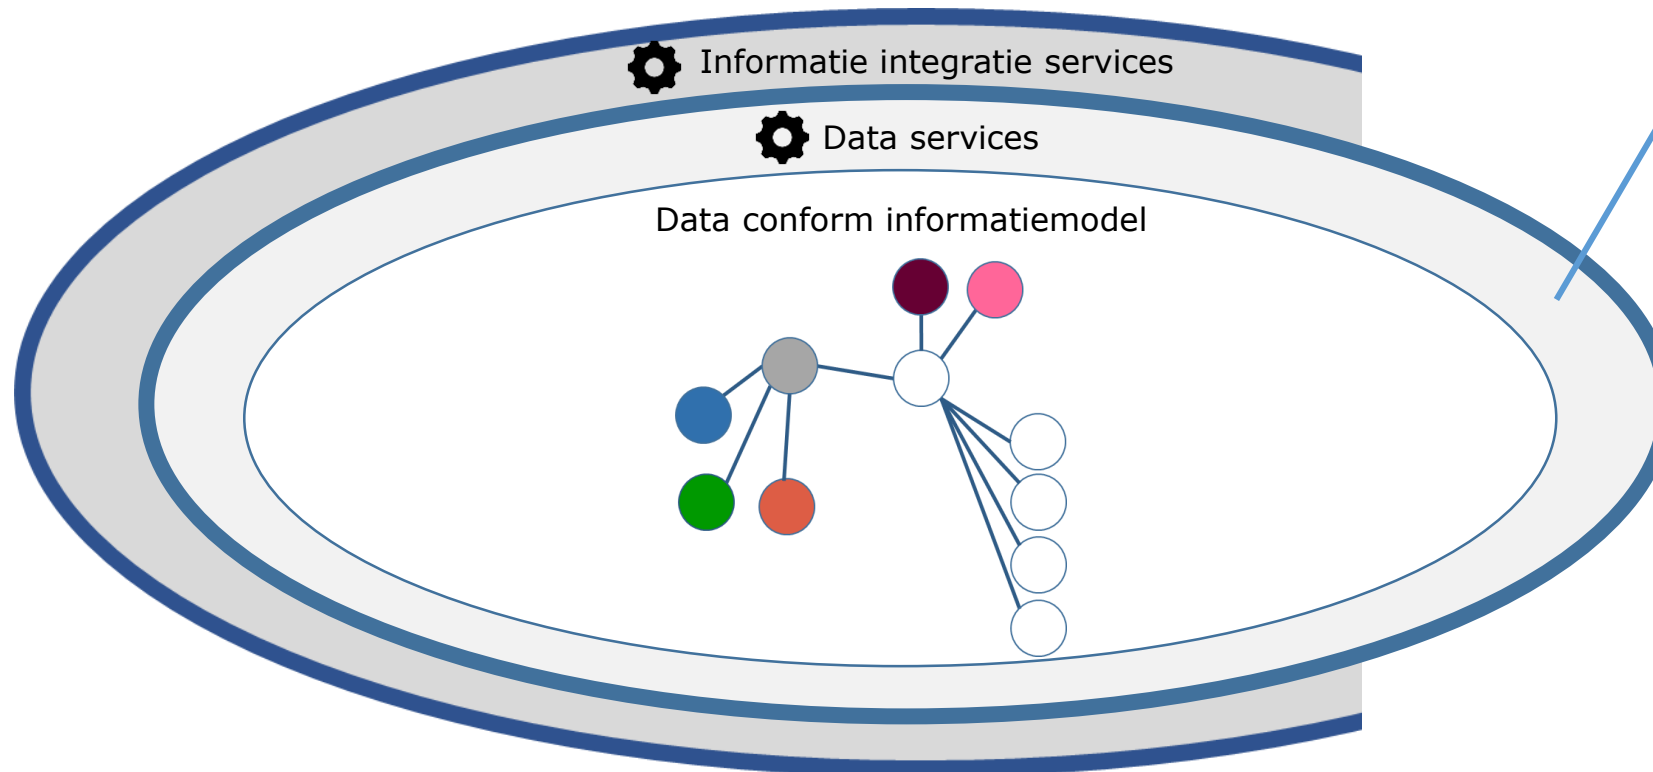 Informatie integratie services
Data services
Data conform informatiemodel